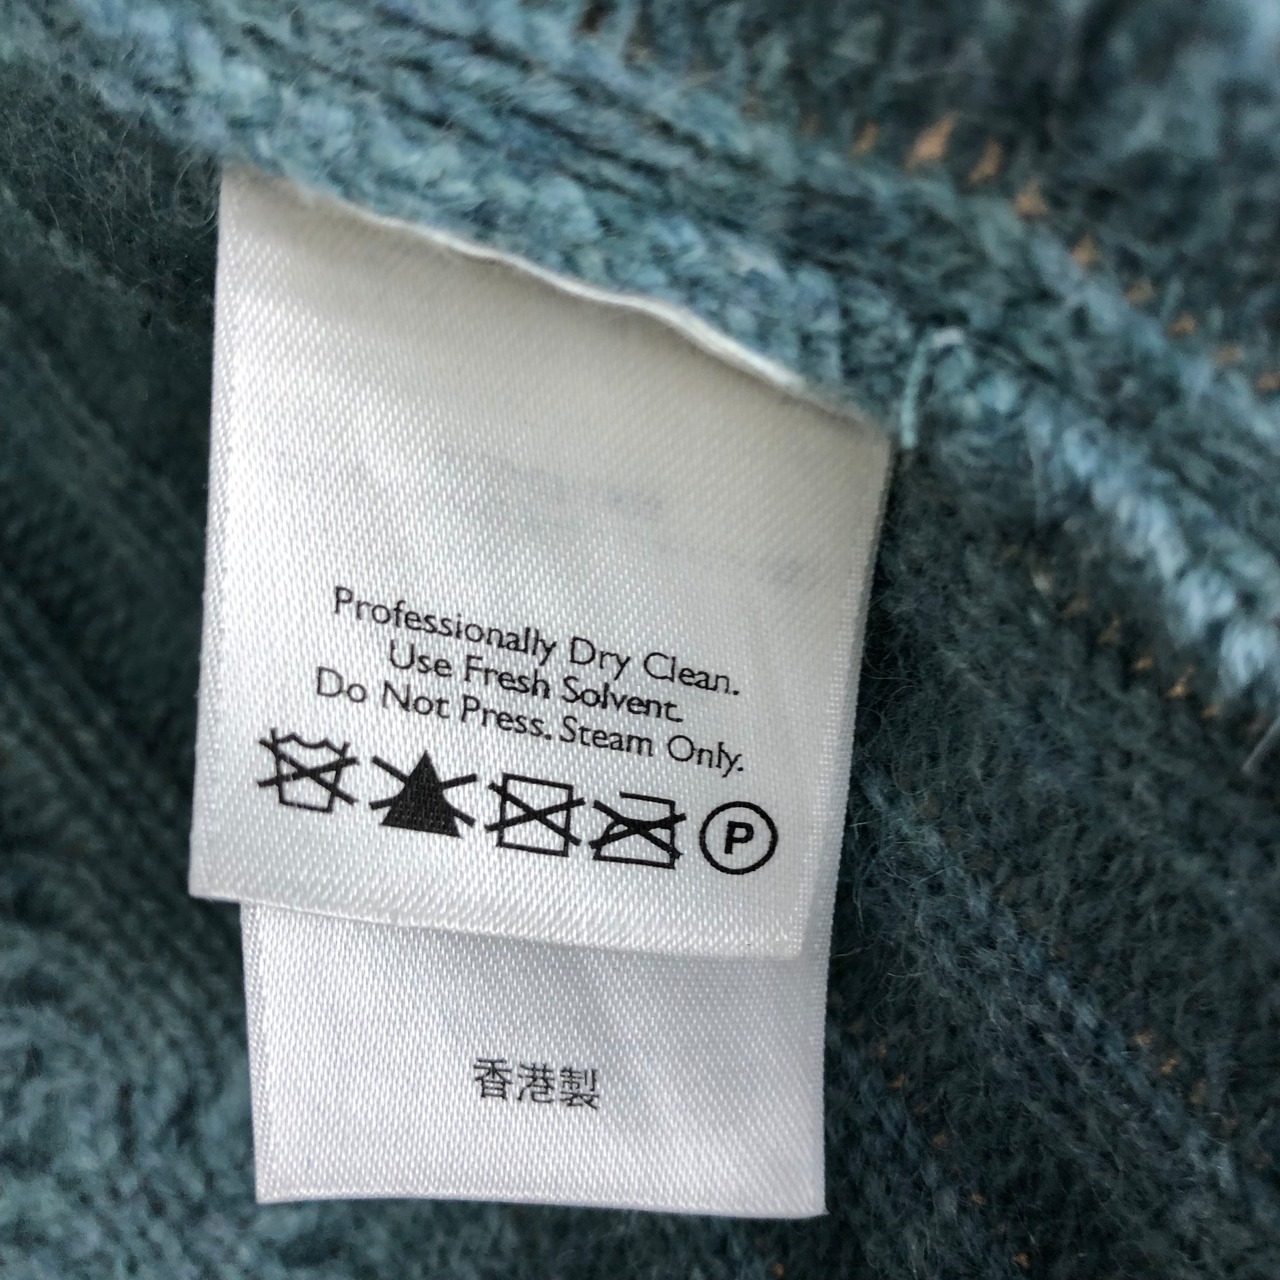 Professionally Dry Clean.
Use Fresh Solvent.
Do Not Press. Steam Only.
P
香港製